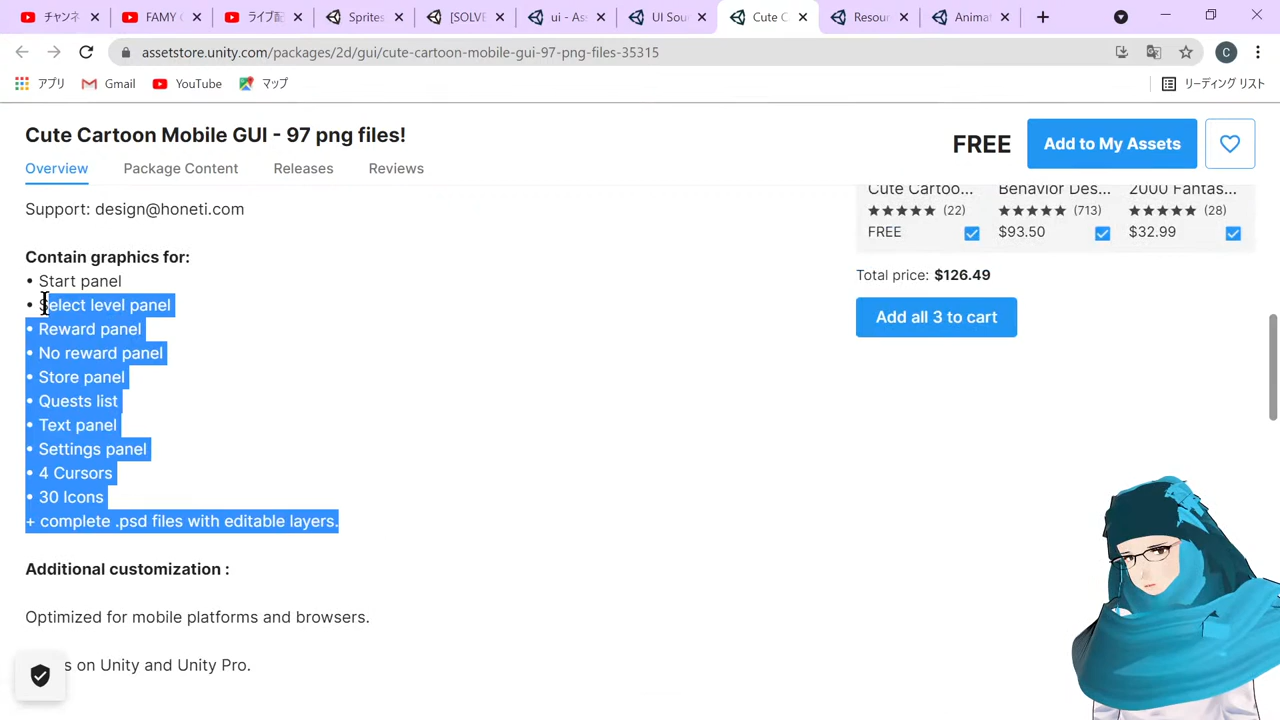 チャンネ
FAMY C
ライブ配
Sprites
[SOLVE
ui - Ass
UI Sour
Cute C
Resour
Animat
assetstore.unity.com/packages/2d/gui/cute-cartoon-mobile-gui-97-png-files-35315
C
アプリ
Gmail
YouTube
マップ
リーディング リスト
Cute Cartoon Mobile GUI - 97 png files!
FREE
Add to My Assets
Overview
Package Content
Releases
Reviews
Support: design@honeti.com
Contain graphics for:
• Start panel
• Select level panel
• Reward panel
• No reward panel
• Store panel
• Quests list
• Text panel
• Settings panel
• 4 Cursors
• 30 Icons
+ complete .psd files with editable layers.
Additional customization :
Optimized for mobile platforms and browsers.
s on Unity and Unity Pro.
Cute Cartoo...
Behavior Des...
2000 Fantas...
★★★★★ (22)
★★★★★ (713)
★★★★★ (28)
FREE
$93.50
$32.99
Total price: $126.49
Add all 3 to cart